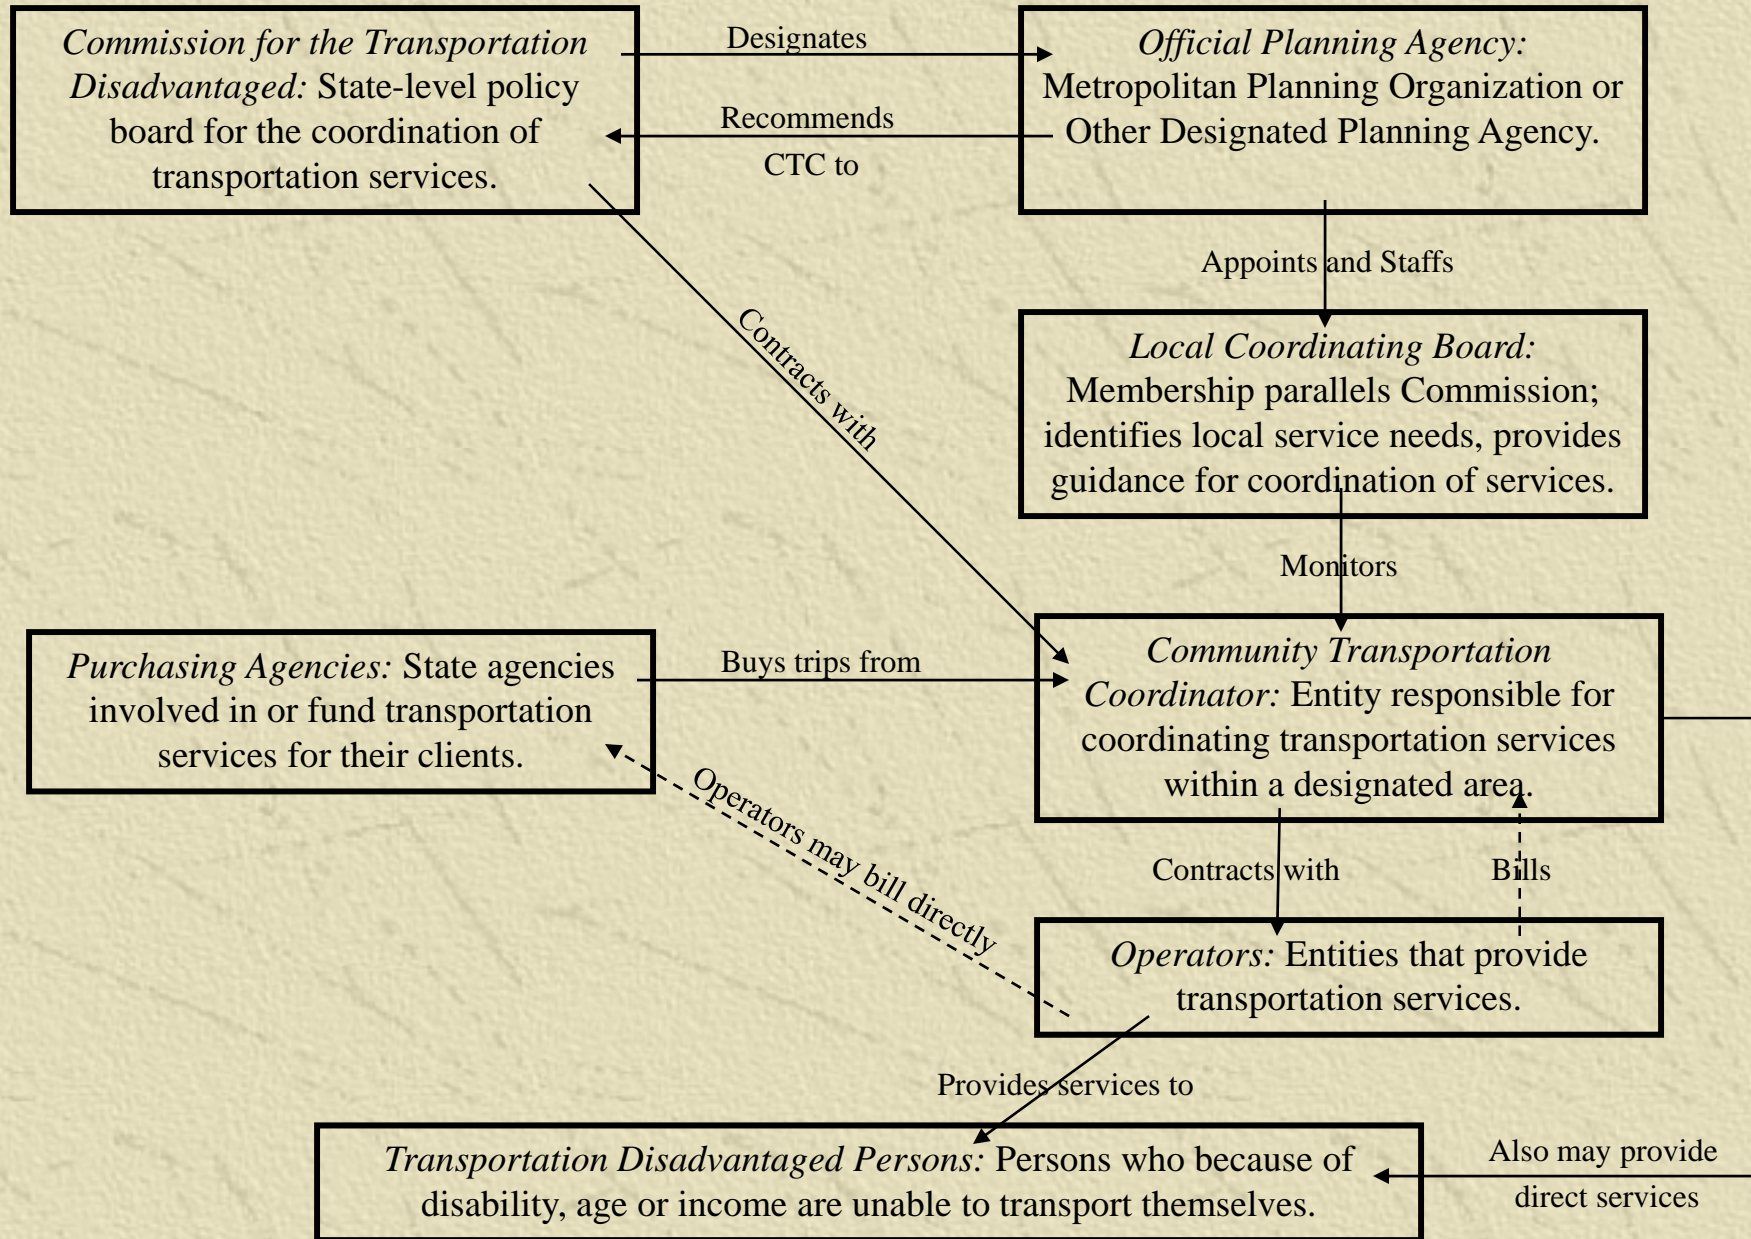 Commission for the Transportation
Disadvantaged: State-level policy
board for the coordination of
transportation services.
Designates
Recommends
CTC to
Official Planning Agency:
Metropolitan Planning Organization or
Other Designated Planning Agency.
Appoints and Staffs
Contracts with
Local Coordinating Board:
Membership parallels Commission;
identifies local service needs, provides
guidance for coordination of services.
Monitors
Purchasing Agencies: State agencies
involved in or fund transportation
services for their clients.
Buys trips from
Community Transportation
Coordinator: Entity responsible for
coordinating transportation services
within a designated area.
Operators may bill directly
Contracts with
Bills
Operators: Entities that provide
transportation services.
Provides services to
Transportation Disadvantaged Persons: Persons who because of
disability, age or income are unable to transport themselves.
Also may provide
direct services